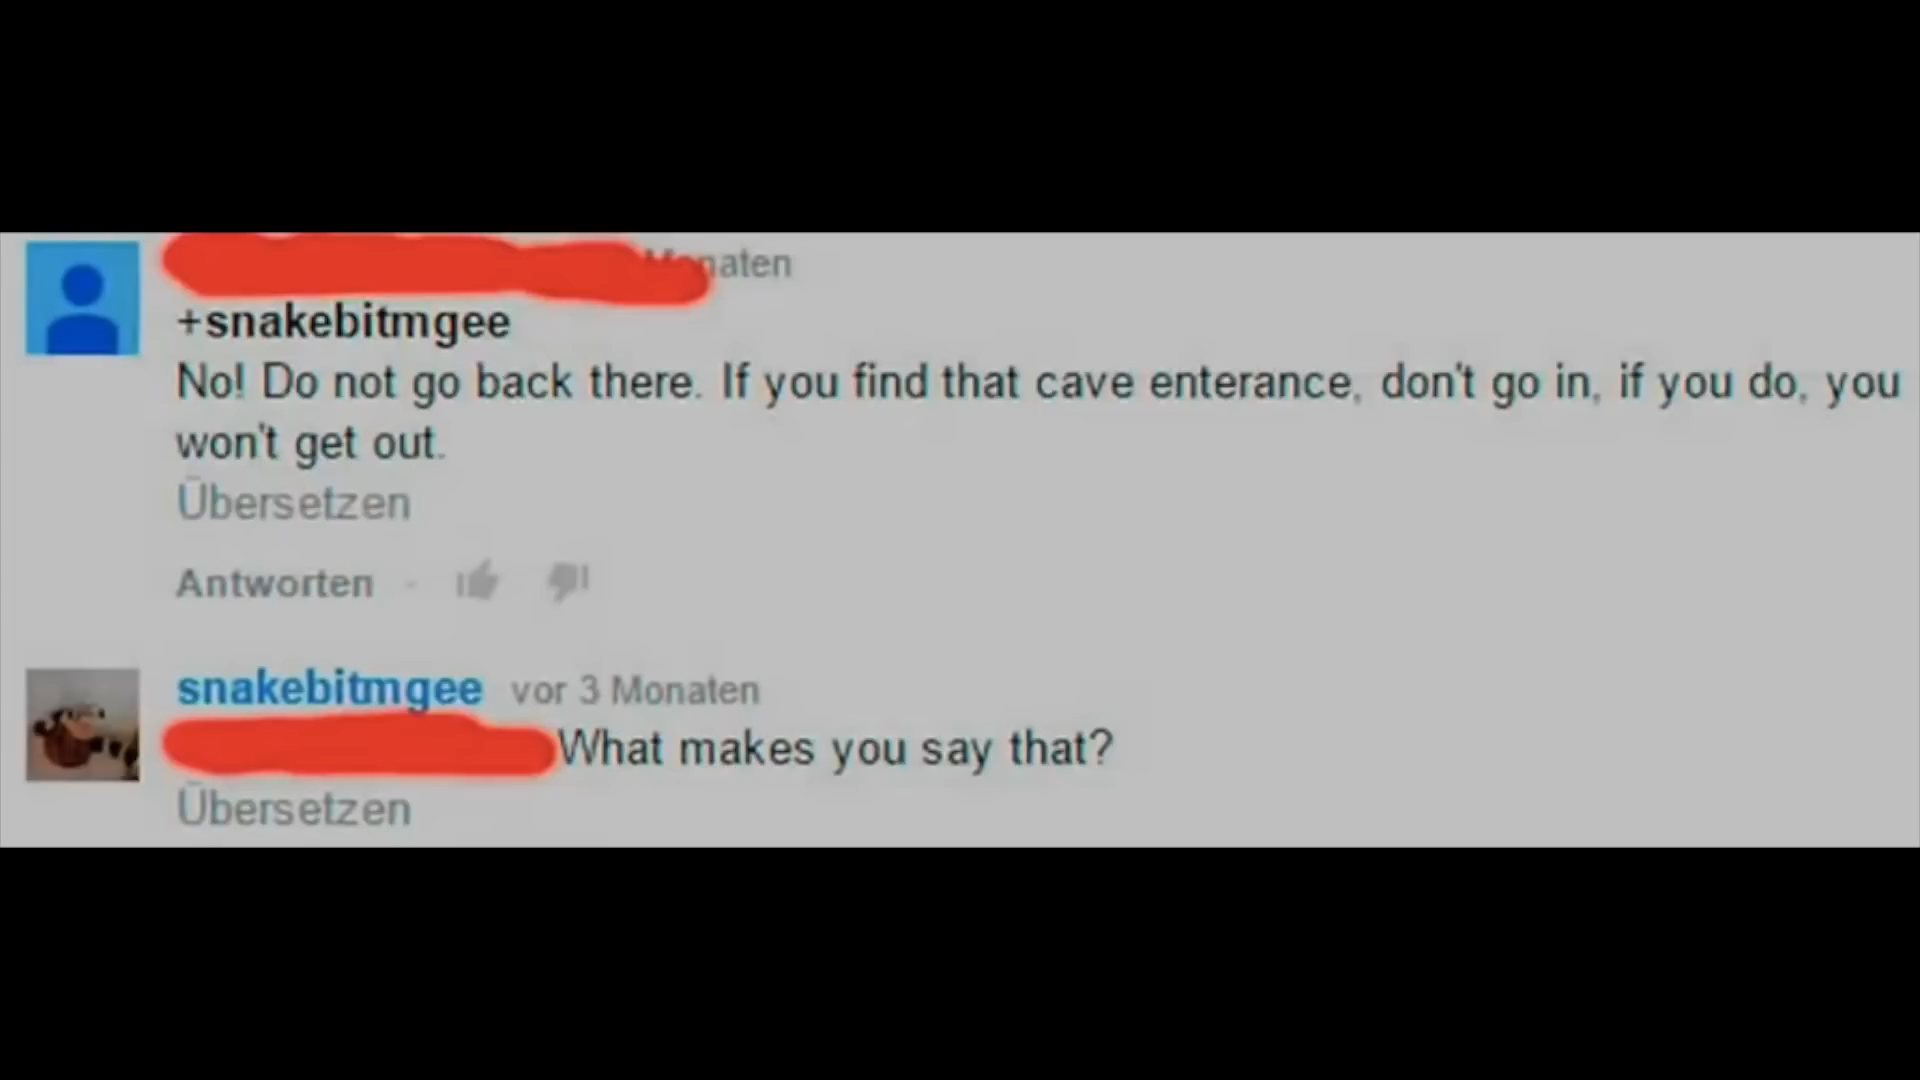 Monaten
+snakebitmgee
No! Do not go back there. If you find that cave enterance, don't go in, if you do, you
won't get out.
Übersetzen
Antworten
snakebitmgee vor 3 Monaten
What makes you say that?
Übersetzen